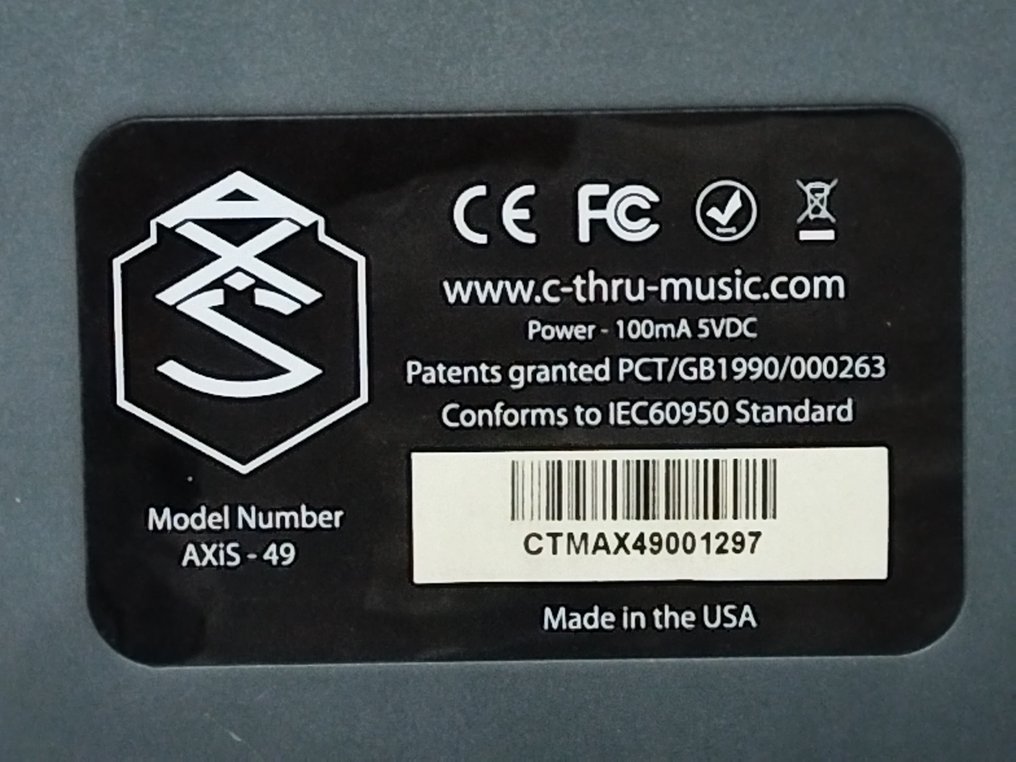 AXiS
CE FC
www.c-thru-music.com
Power - 100mA 5VDC
Patents granted PCT/GB1990/000263
Conforms to IEC60950 Standard
CTMAX49001297
Model Number
AXiS - 49
Made in the USA